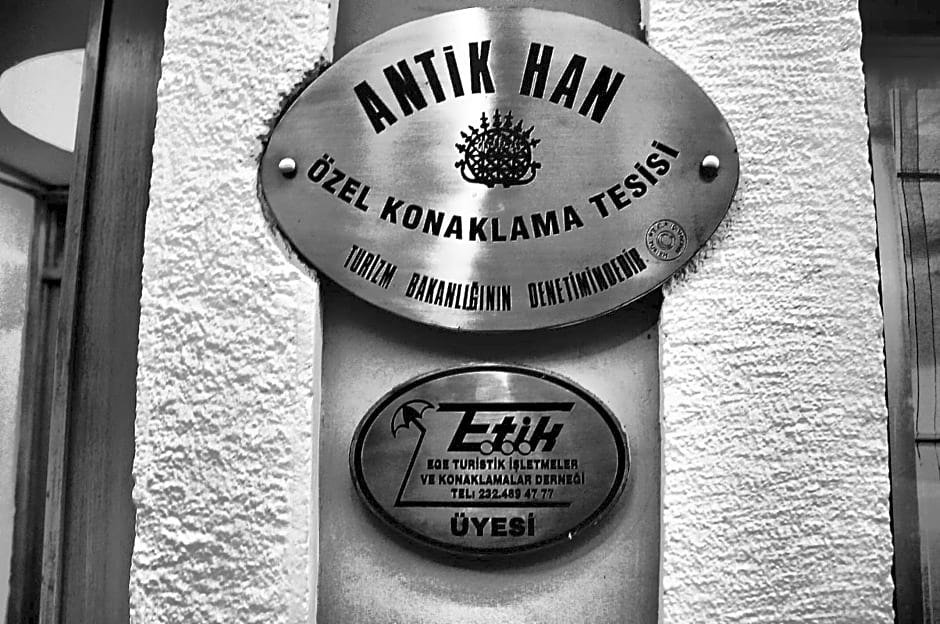 ANTİK HAN
ÖZEL KONAKLAMA TESİSİ
TURİZM BAKANLIĞININ DENETİMİNDEDİR.
Etik
EGE TURİSTİK İŞLETMELER
VE KONAKLAMALAR DERNEĞİ
TEL: 232.489 47 77
ÜYESİ